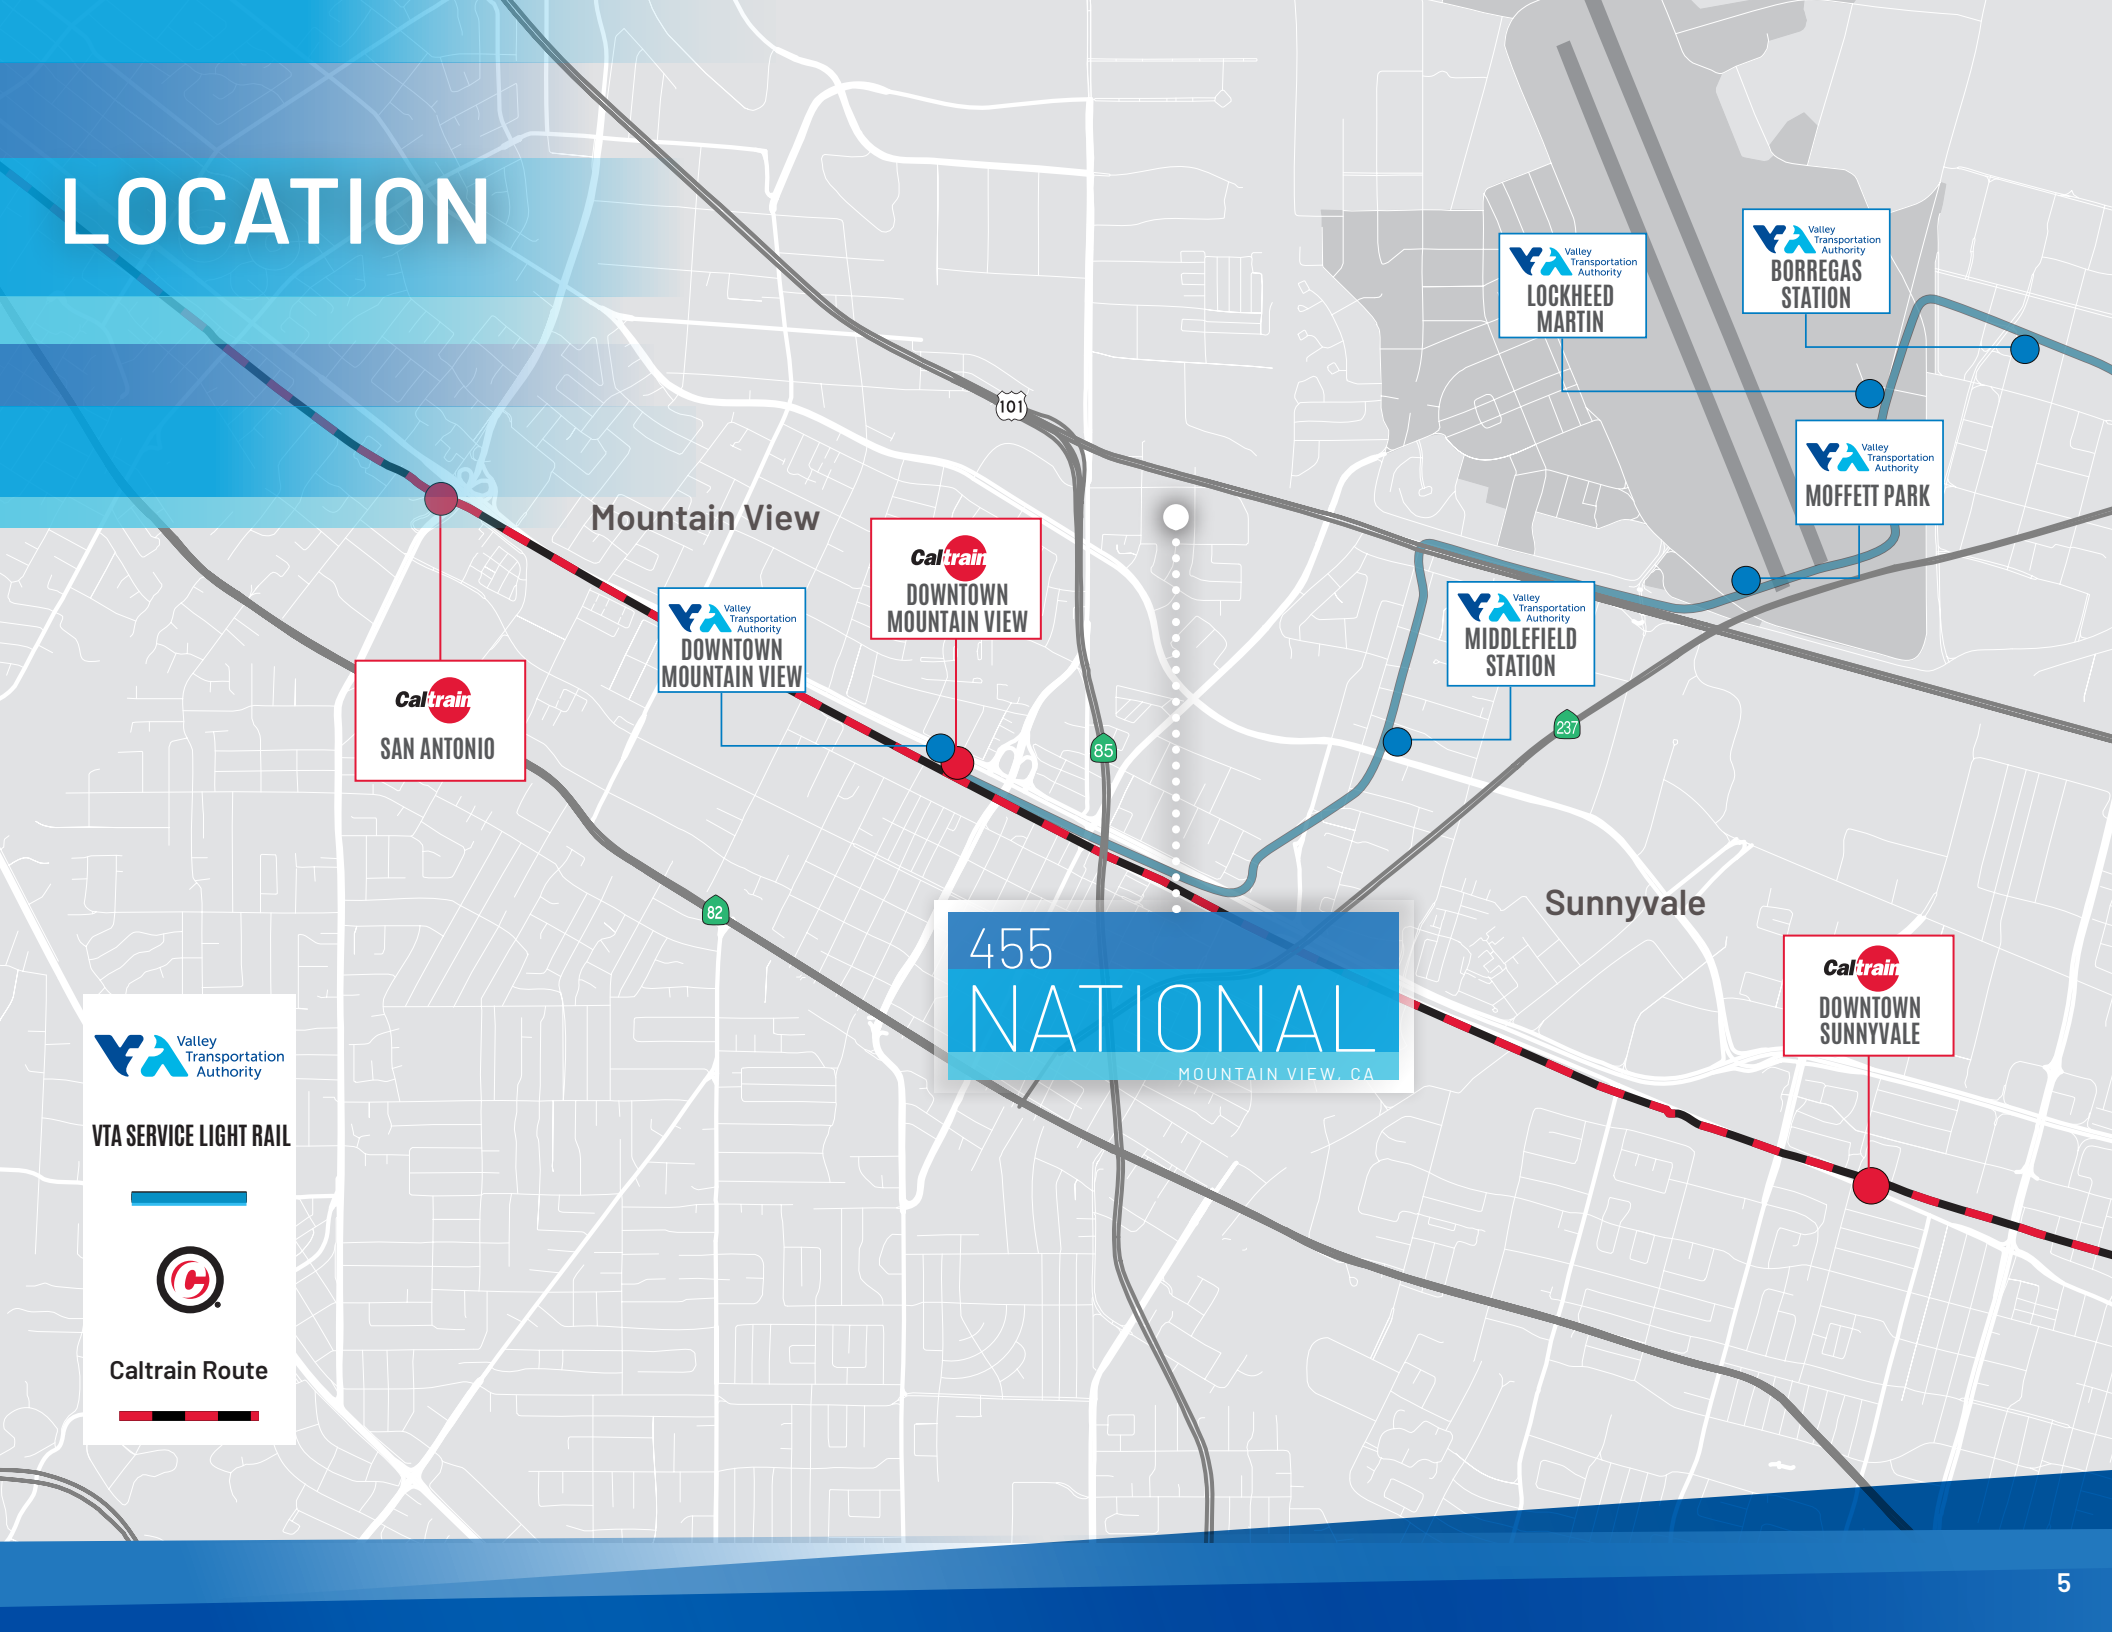 LOCATION
Valley
Transportation
Authority
BORREGAS
STATION
Valley
Transportation
Authority
LOCKHEED
MARTIN
101
Valley
Transportation
Authority
MOFFETT PARK
Mountain View
Caltrain
DOWNTOWN
MOUNTAIN VIEW
Valley
Transportation
Authority
DOWNTOWN
MOUNTAIN VIEW
Valley
Transportation
Authority
MIDDLEFIELD
STATION
Caltrain
SAN ANTONIO
237
85
82
Sunnyvale
455
NATIONAL
MOUNTAIN VIEW, CA
Caltrain
DOWNTOWN
SUNNYVALE
Valley
Transportation
Authority
VTA SERVICE LIGHT RAIL
C
Caltrain Route
5